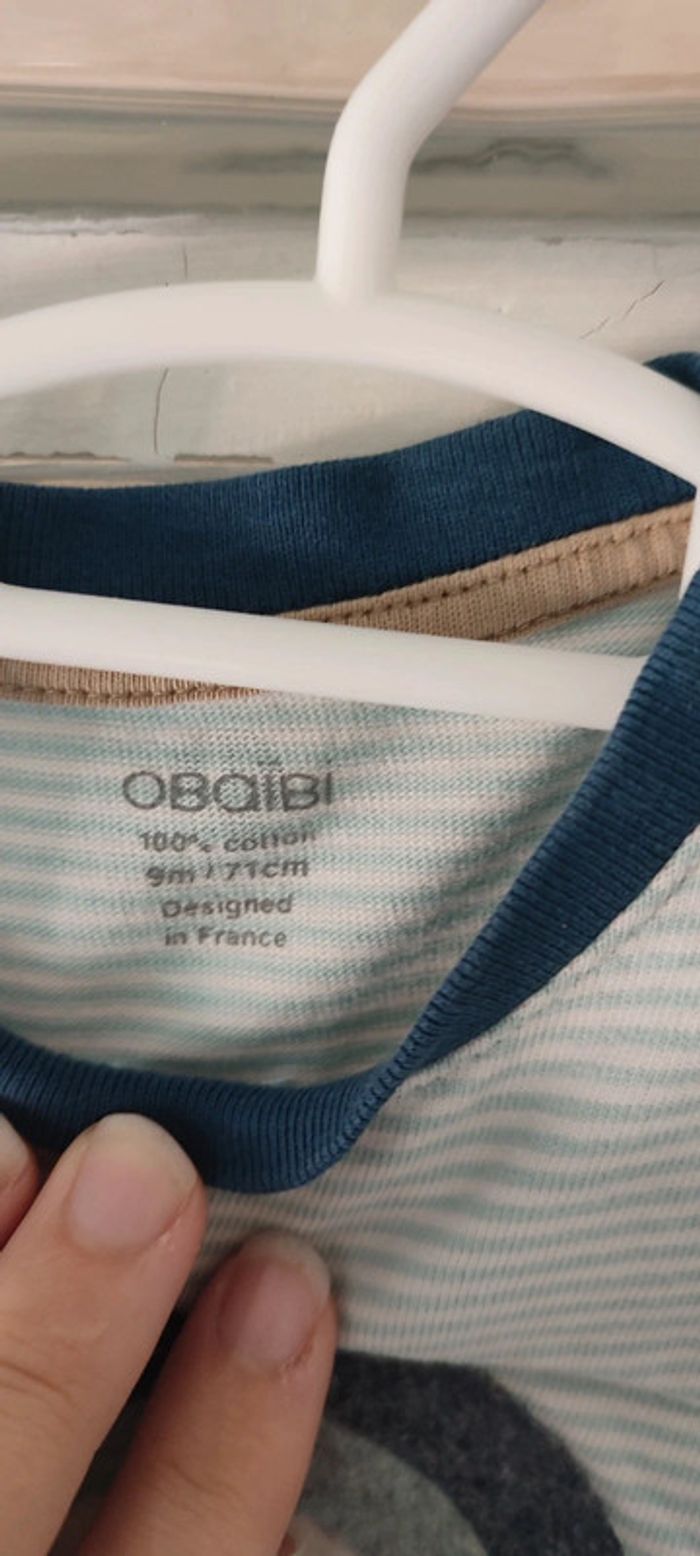 OBaïBI
100% cotton
9m / 71cm
Designed
in France